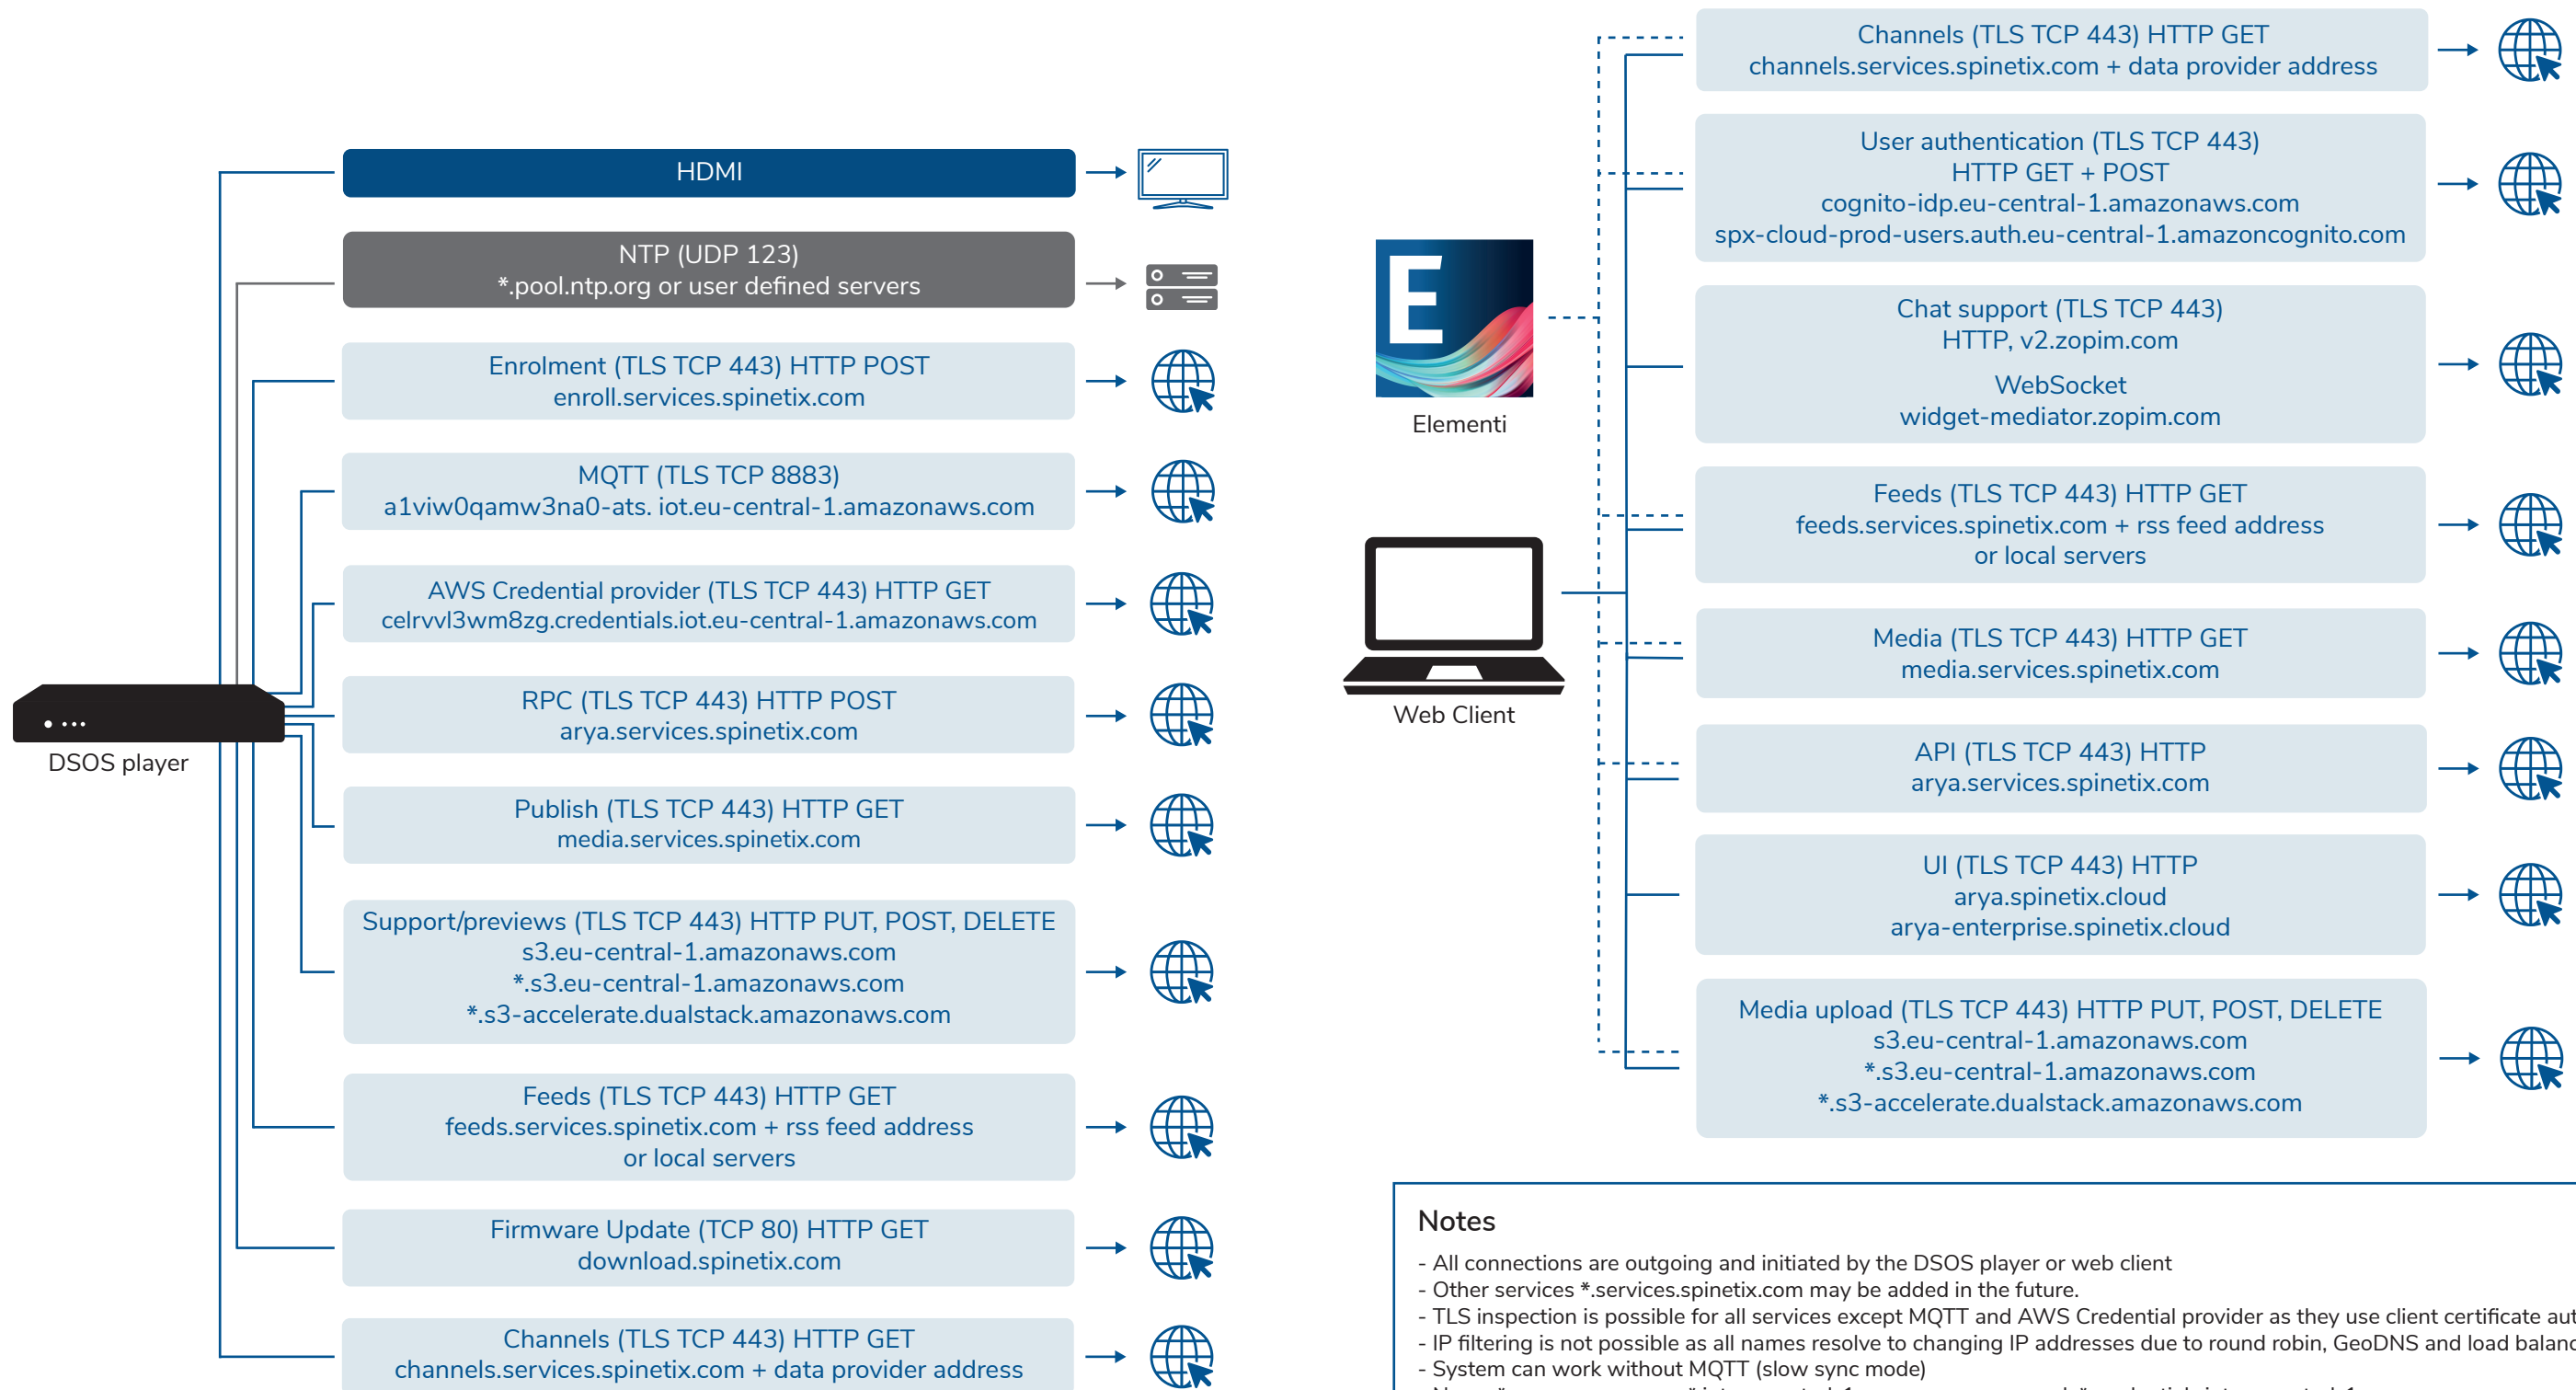 HDMI
NTP (UDP 123)
*.pool.ntp.org or user defined servers
Enrolment (TLS TCP 443) HTTP POST
enroll.services.spinetix.com
MQTT (TLS TCP 8883)
a1viw0qamw3na0-ats. iot.eu-central-1.amazonaws.com
AWS Credential provider (TLS TCP 443) HTTP GET
celrvvl3wm8zg.credentials.iot.eu-central-1.amazonaws.com
RPC (TLS TCP 443) HTTP POST
arya.services.spinetix.com
DSOS player
Publish (TLS TCP 443) HTTP GET
media.services.spinetix.com
Support/previews (TLS TCP 443) HTTP PUT, POST, DELETE
s3.eu-central-1.amazonaws.com
*.s3.eu-central-1.amazonaws.com
*.s3-accelerate.dualstack.amazonaws.com
Feeds (TLS TCP 443) HTTP GET
feeds.services.spinetix.com + rss feed address
or local servers
Firmware Update (TCP 80) HTTP GET
download.spinetix.com
Channels (TLS TCP 443) HTTP GET
channels.services.spinetix.com + data provider address
E
Elementi
Web Client
Channels (TLS TCP 443) HTTP GET
channels.services.spinetix.com + data provider address
User authentication (TLS TCP 443)
HTTP GET + POST
cognito-idp.eu-central-1.amazonaws.com
spx-cloud-prod-users.auth.eu-central-1.amazoncognito.com
Chat support (TLS TCP 443)
HTTP, v2.zopim.com
WebSocket
widget-mediator.zopim.com
Feeds (TLS TCP 443) HTTP GET
feeds.services.spinetix.com + rss feed address
or local servers
Media (TLS TCP 443) HTTP GET
media.services.spinetix.com
API (TLS TCP 443) HTTP
arya.services.spinetix.com
UI (TLS TCP 443) HTTP
arya.spinetix.cloud
arya-enterprise.spinetix.cloud
Media upload (TLS TCP 443) HTTP PUT, POST, DELETE
s3.eu-central-1.amazonaws.com
*.s3.eu-central-1.amazonaws.com
*.s3-accelerate.dualstack.amazonaws.com
Notes
- All connections are outgoing and initiated by the DSOS player or web client
- Other services *.services.spinetix.com may be added in the future.
- TLS inspection is possible for all services except MQTT and AWS Credential provider as they use client certificate
- IP filtering is not possible as all names resolve to changing IP addresses due to round robin, GeoDNS and load
- System can work without MQTT (slow sync mode)